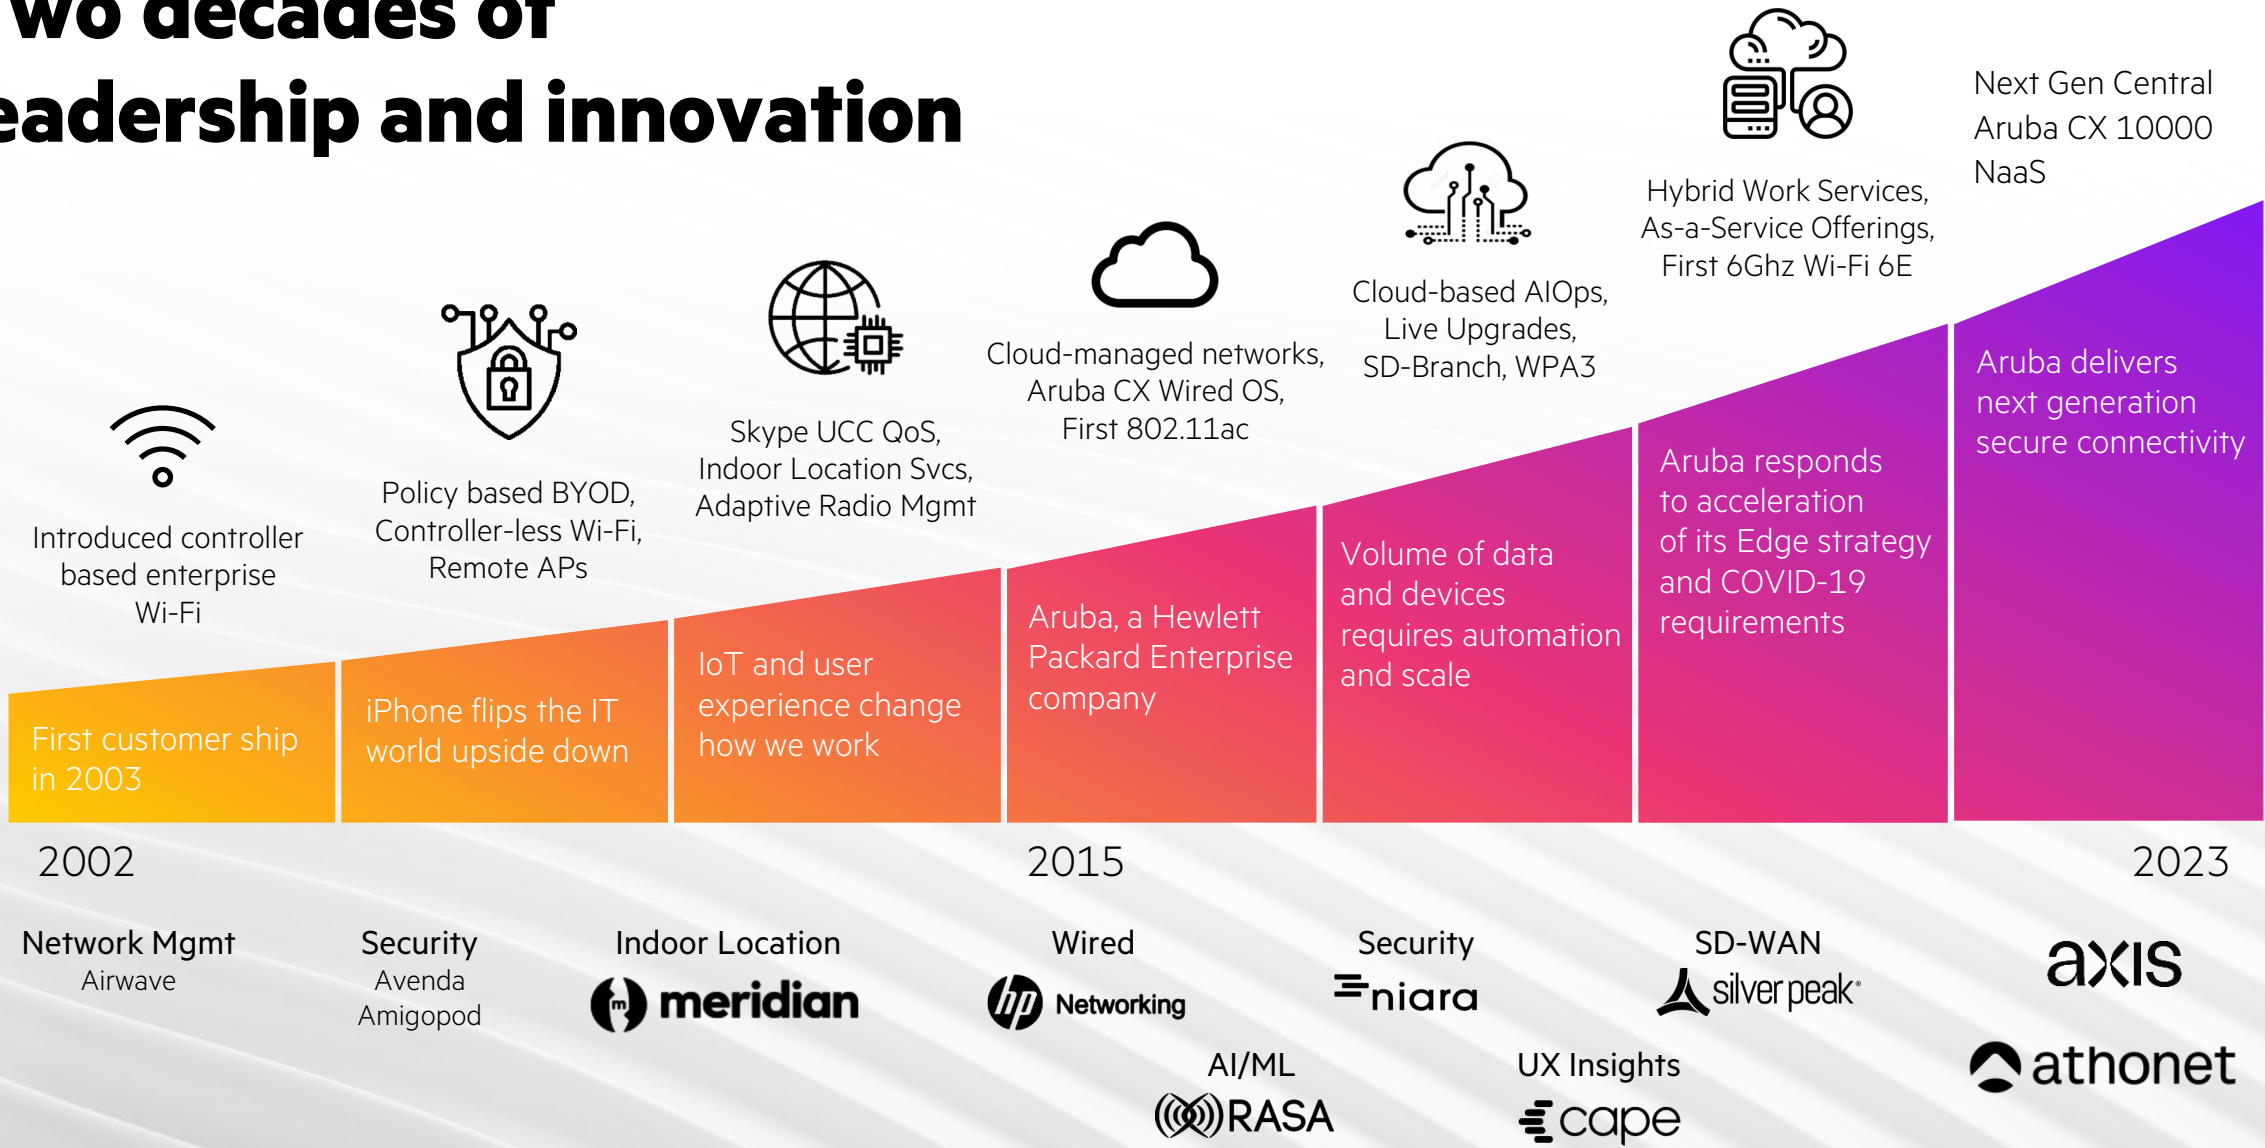 wo decades of
eadership and innovation
Introduced controller
based enterprise
Wi-Fi
Policy based BYOD,
Controller-less Wi-Fi,
Remote APs
Skype UCC QoS,
Indoor Location Svcs,
Adaptive Radio Mgmt
Cloud-managed networks,
Aruba CX Wired OS,
First 802.11ac
Cloud-based AIOps,
Live Upgrades,
SD-Branch, WPA3
Hybrid Work Services,
As-a-Service Offerings,
First 6Ghz Wi-Fi 6E
Next Gen Central
Aruba CX 10000
NaaS
First customer ship
in 2003
iPhone flips the IT
world upside down
IoT and user
experience change
how we work
Aruba, a Hewlett
Packard Enterprise
company
Volume of data
and devices
requires automation
and scale
Aruba responds
to acceleration
of its Edge strategy
and COVID-19
requirements
Aruba delivers
next generation
secure connectivity
2002
2015
2023
Network Mgmt
Airwave
Security
Avenda
Amigopod
Indoor Location
m meridian
Wired
hp Networking
AI/ML
RASA
Security
niara
UX Insights
cape
SD-WAN
silver peak
axis
athonet